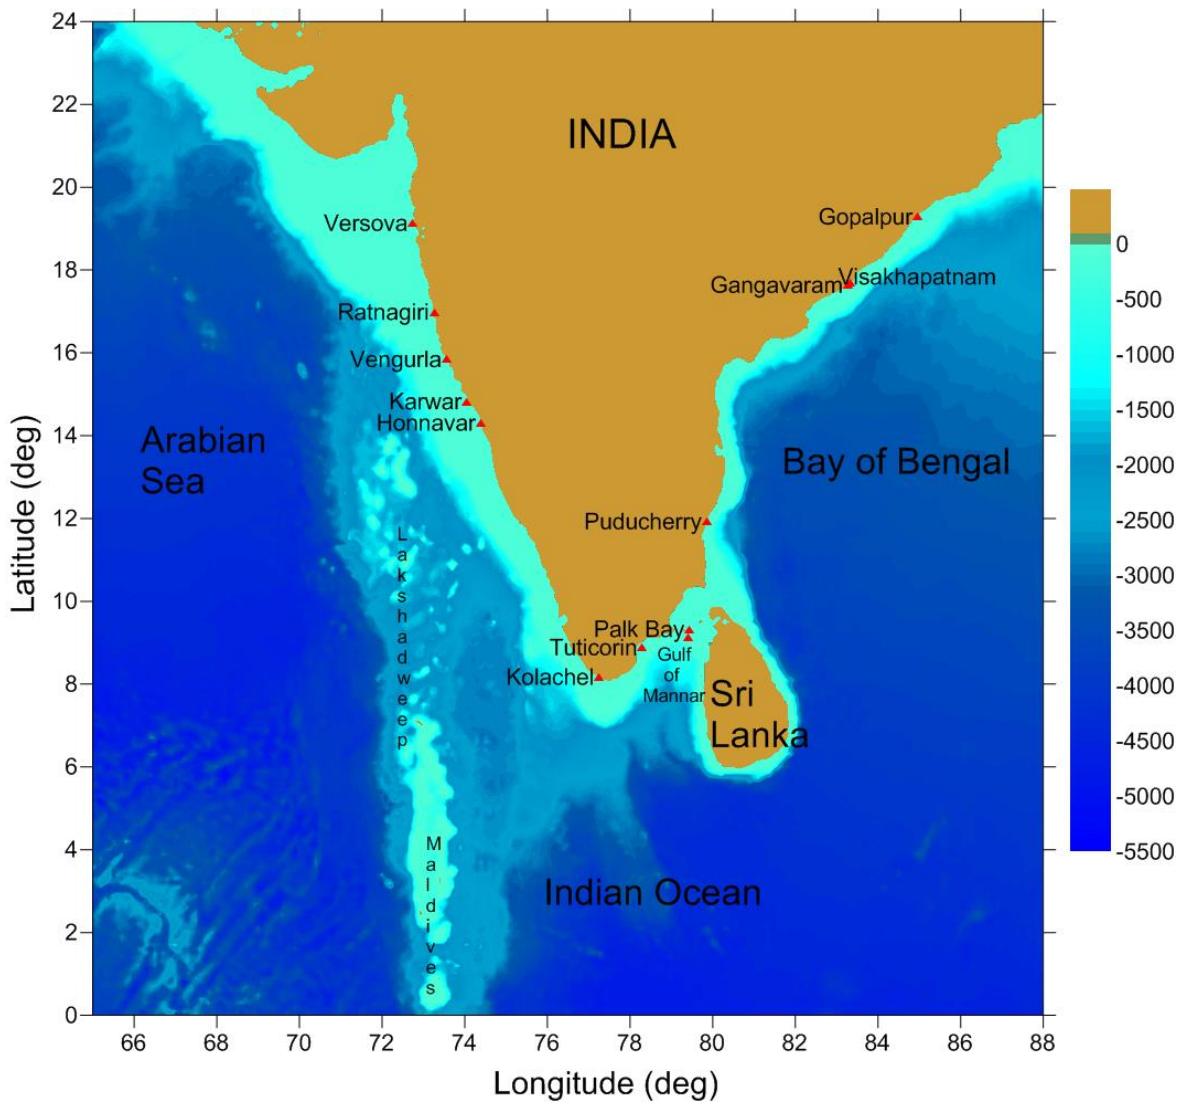 24
22
20
18
16
14
12
10
8
6
4
2
0
Latitude (deg)
INDIA
Versova
Gopalpur
Gangavaram
Visakhapatnam
Ratnagiri
Vengurla
Karwar
Honnavar
Arabian
Sea
Bay of Bengal
Puducherry
Lakshadweep
Palk Bay
Tuticorin
Gulf
of
Mannar
Kolachel
Sri
Lanka
Maldives
Indian Ocean
66 68 70 72 74 76 78 80 82 84 86 88
Longitude (deg)
0
-500
-1000
-1500
-2000
-2500
-3000
-3500
-4000
-4500
-5000
-5500